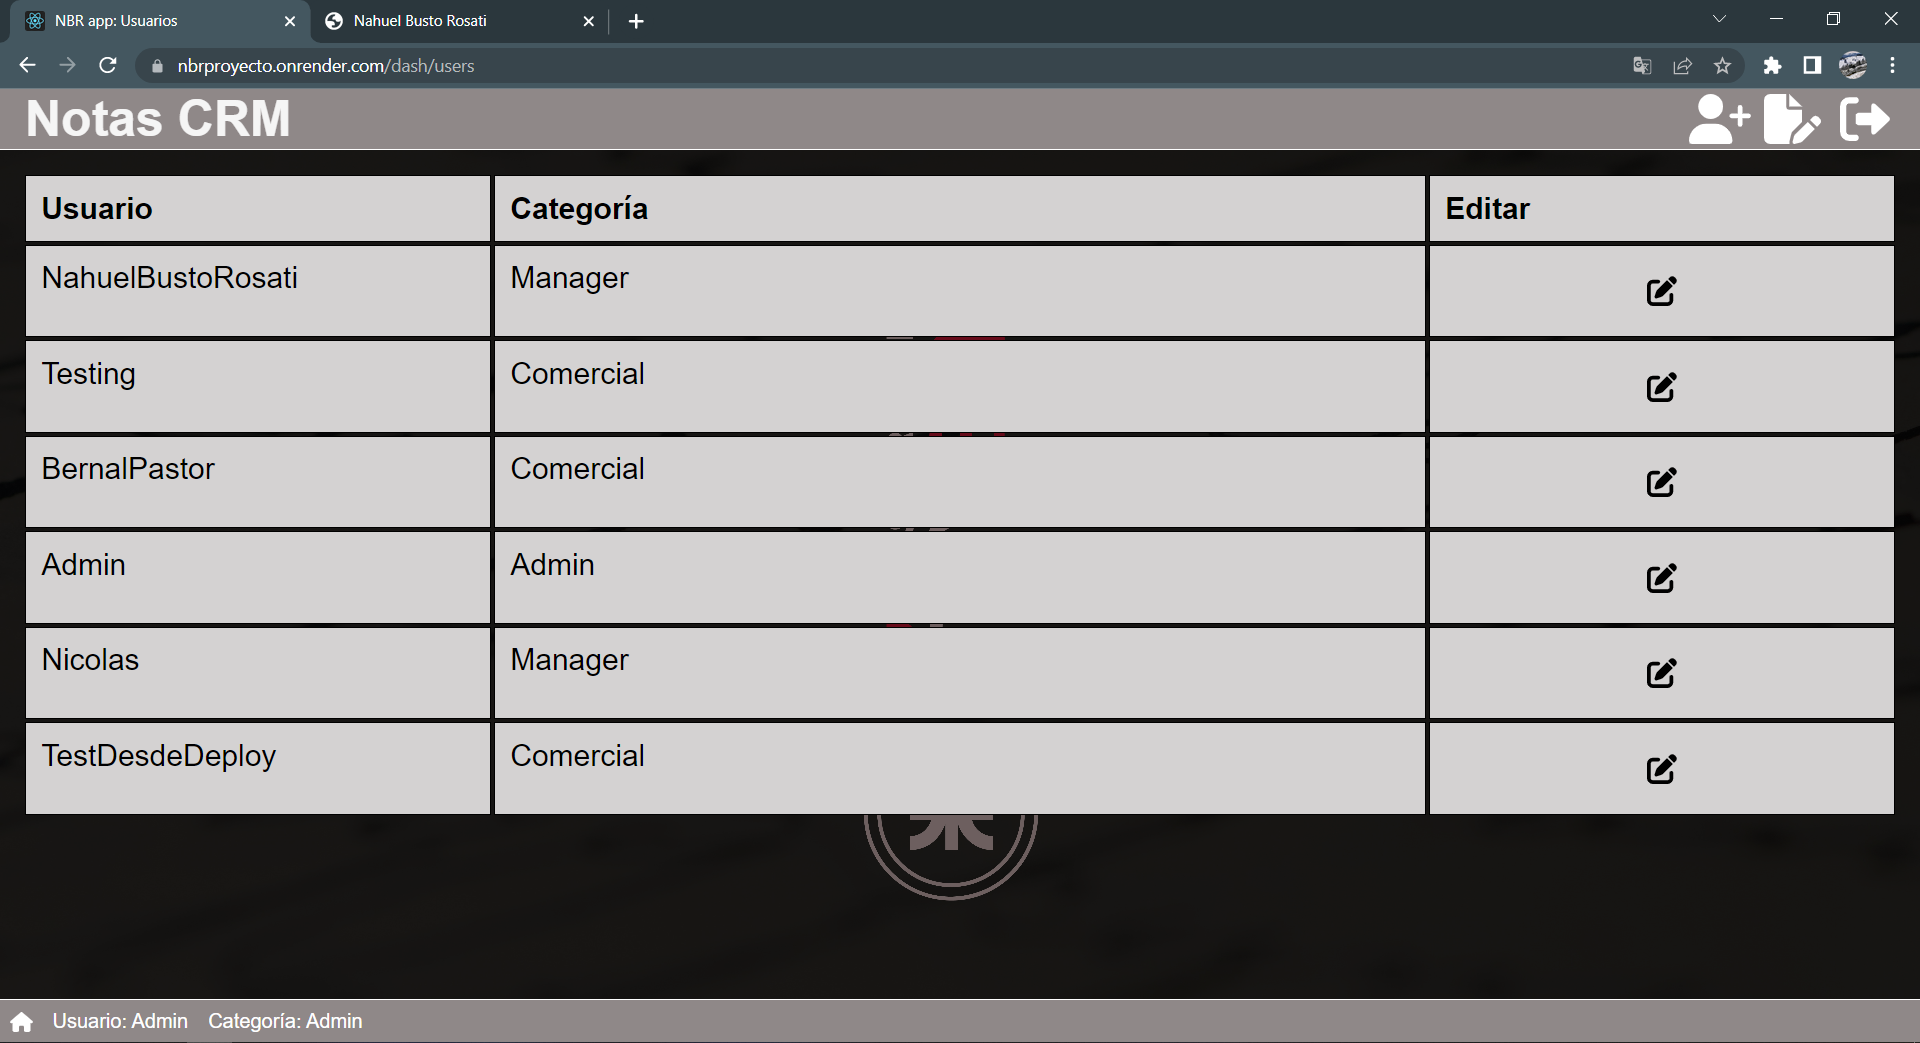 NBR app: Usuarios
Nahuel Busto Rosati
nbrproyecto.onrender.com/dash/users
Notas CRM
Usuario Categoría Editar
NahuelBustoRosati Manager
Testing Comercial
BernalPastor Comercial
Admin Admin
Nicolas Manager
TestDesdeDeploy Comercial
Usuario: Admin Categoría: Admin